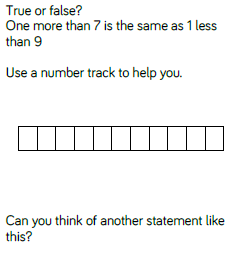 True or false?
One more than 7 is the same as 1 less
than 9
Use a number track to help you.
Can you think of another statement like
this?